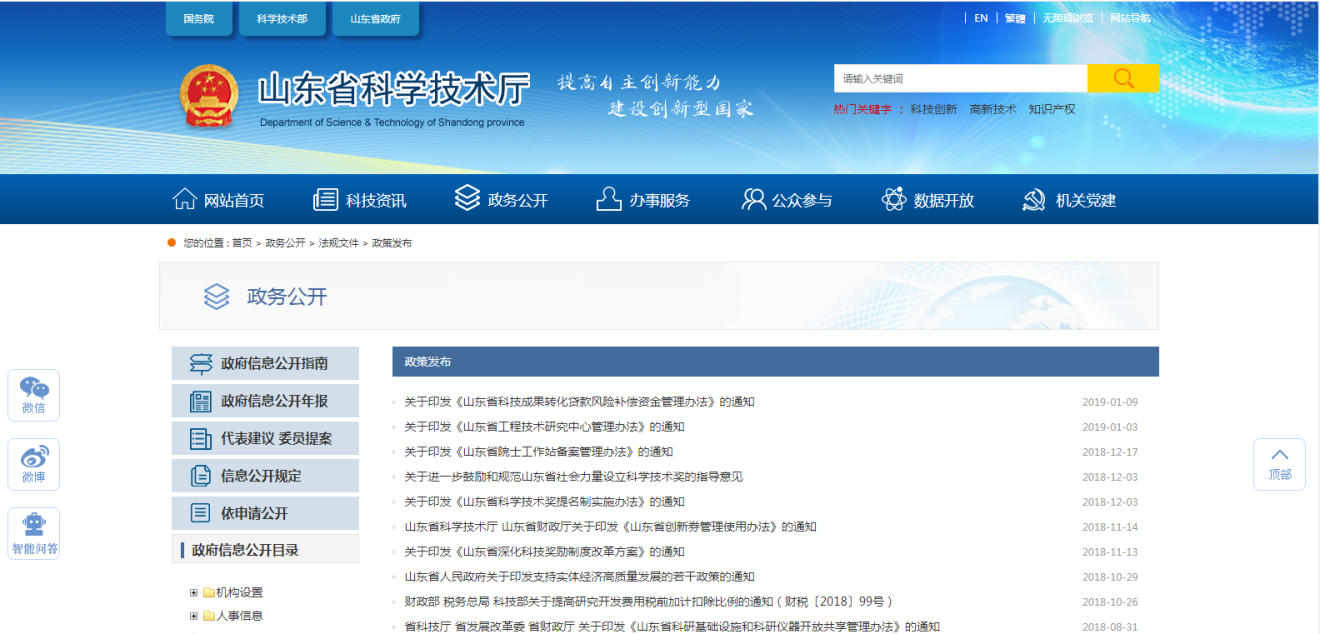 国务院 科学技术部 山东省政府
| EN | 繁體 | 无障碍浏览 | 网站导航
山东省科学技术厅
Department of Science & Technology of Shandong province
提高自主创新能力
建设创新型国家
请输入关键词
热门关键字 : 科技创新 高新技术 知识产权
网站首页 科技资讯 政务公开 办事服务 公众参与 数据开放 机关党建
您的位置 : 首页 > 政务公开 > 法规文件 > 政策发布
政务公开
政府信息公开指南
政府信息公开年报
代表建议 委员提案
信息公开规定
依申请公开
政府信息公开目录
机构设置
人事信息
政策发布
关于印发《山东省科技成果转化贷款风险补偿资金管理办法》的通知 2019-01-09
关于印发《山东省工程技术研究中心管理办法》的通知 2019-01-03
关于印发《山东省院士工作站备案管理办法》的通知 2018-12-17
关于进一步鼓励和规范山东省社会力量设立科学技术奖的指导意见 2018-12-03
关于印发《山东省科学技术奖提名制实施办法》的通知 2018-12-03
山东省科学技术厅 山东省财政厅关于印发《山东省创新券管理使用办法》的通知 2018-11-14
关于印发《山东省深化科技奖励制度改革方案》的通知 2018-11-13
山东省人民政府关于印发支持实体经济高质量发展的若干政策的通知 2018-10-29
财政部 税务总局 科技部关于提高研究开发费用税前加计扣除比例的通知（财税〔2018〕99号） 2018-10-26
省科技厅 省发展改革委 省财政厅 关于印发《山东省科研基础设施和科研仪器开放共享管理办法》的通知 2018-08-31
微信
微博
智能问答
顶部